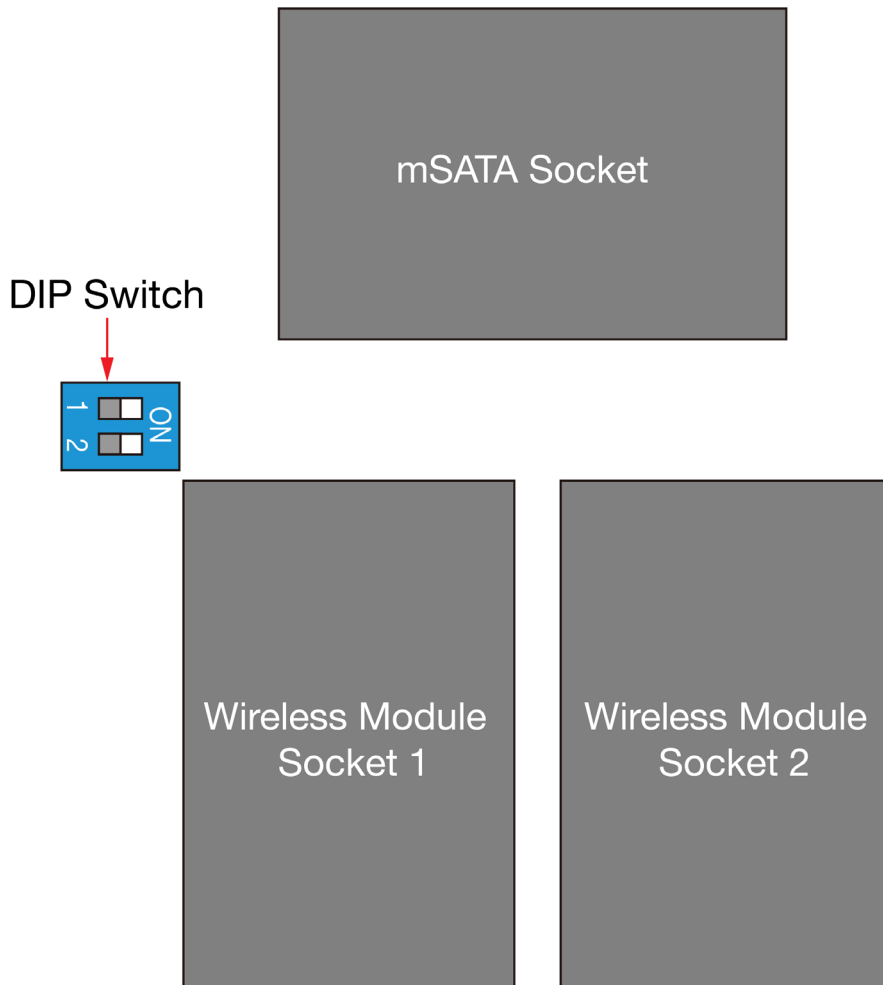 mSATA Socket
DIP Switch
1
ON
2
Wireless Module
Socket 1
Wireless Module
Socket 2